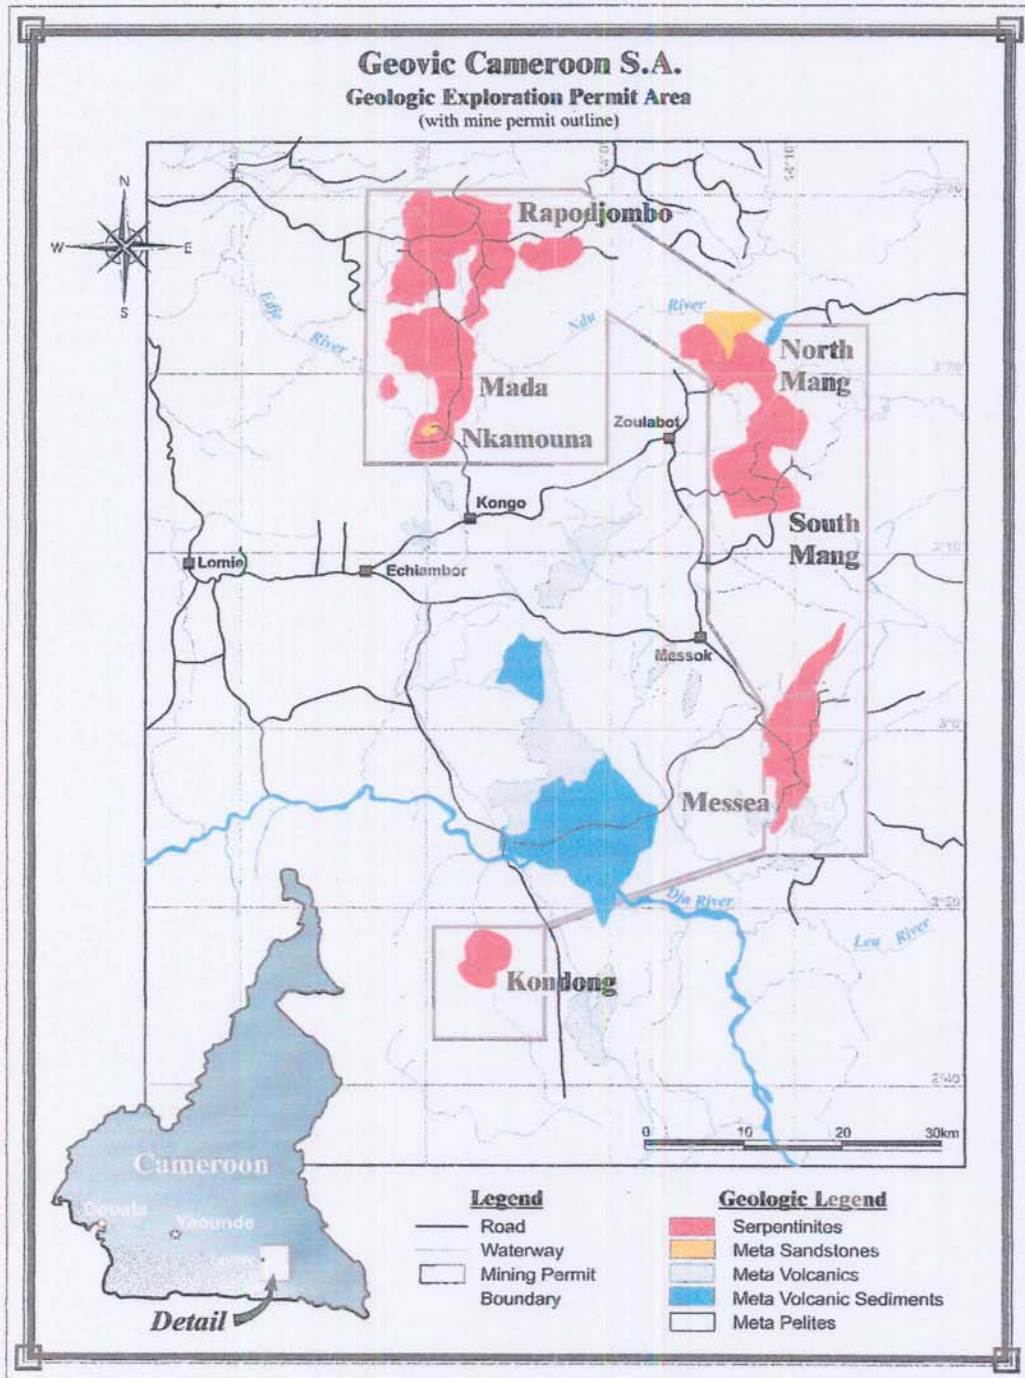 Geovic Cameroon S.A.
Geologic Exploration Permit Area
(with mine permit outline)
N
W
E
S
Rapodjombo
Edje
River
Ndu
River
North
Mang
Mada
Zoulabot
Nkamouna
Kongo
South
Mang
Lomie
Echiambor
Messok
Messea
Dja River
Leu River
Kondong
2°40'
0
10
20
30km
Cameroon
Douala
Yaounde
Detail
Legend
Road
Waterway
Mining Permit
Boundary
Geologic Legend
Serpentinites
Meta Sandstones
Meta Volcanics
Meta Volcanic Sediments
Meta Pelites